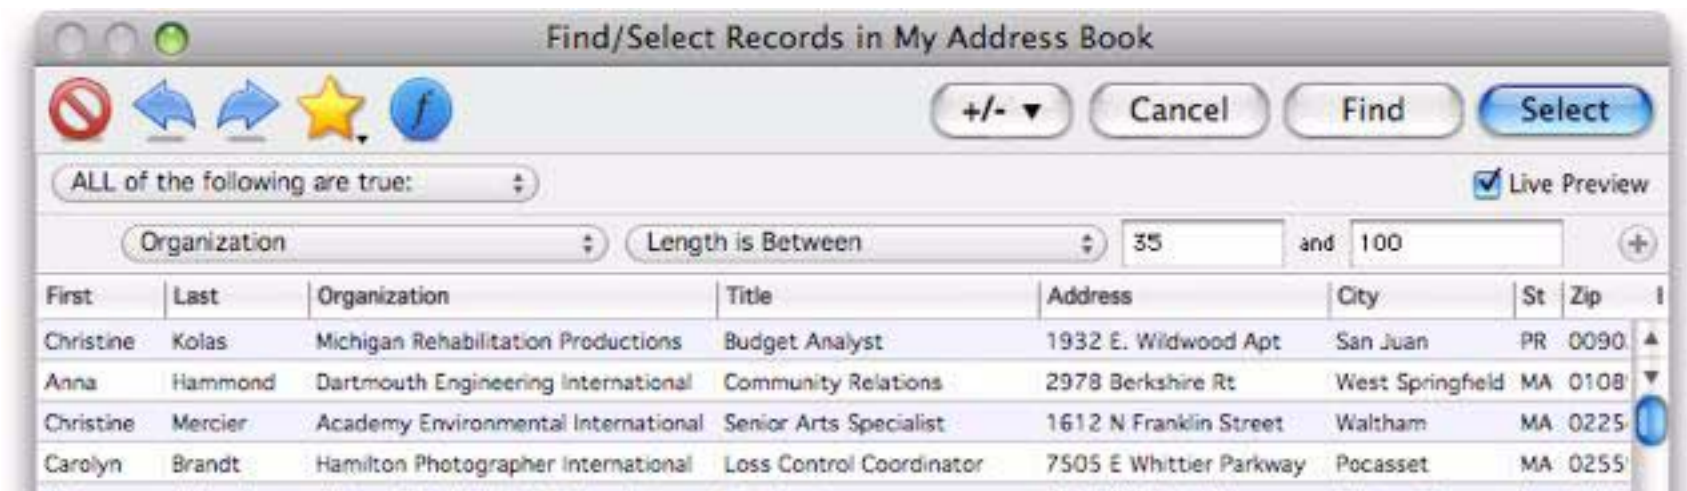 Find/Select Records in My Address Book
+/- ▼ Cancel Find Select
ALL of the following are true: Live Preview
Organization Length is Between 35 and 100
First Last Organization Title Address City St Zip
Christine Kolas Michigan Rehabilitation Productions Budget Analyst 1932 E. Wildwood Apt San Juan PR 0090
Anna Hammond Dartmouth Engineering International Community Relations 2978 Berkshire Rt West Springfield MA 0108
Christine Mercier Academy Environmental International Senior Arts Specialist 1612 N Franklin Street Waltham MA 0225
Carolyn Brandt Hamilton Photographer International Loss Control Coordinator 7505 E Whittier Parkway Pocasset MA 0255